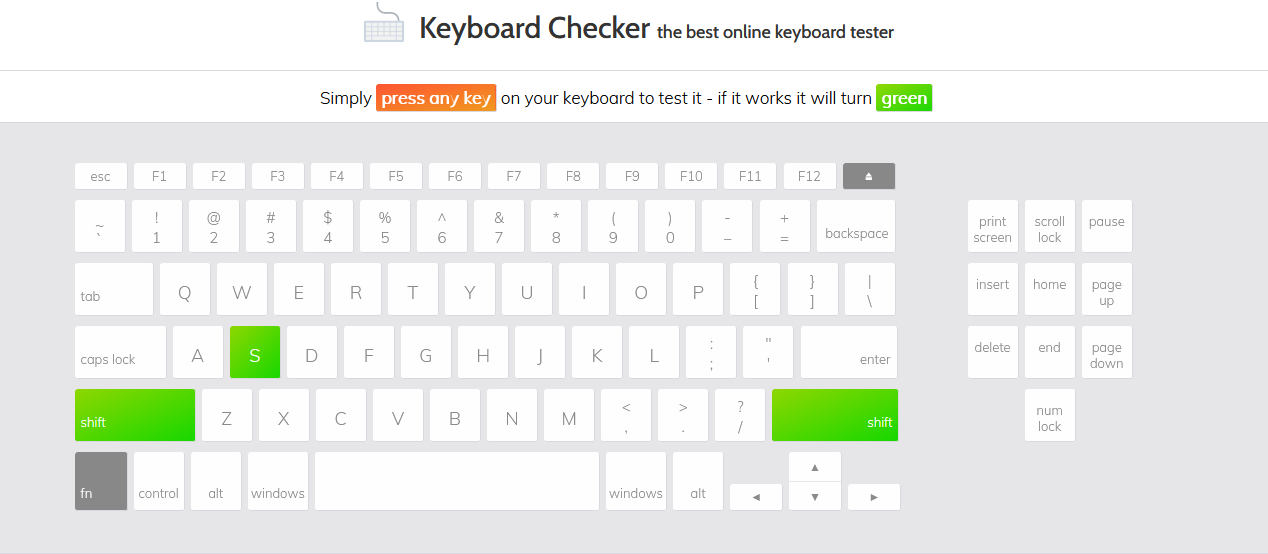 Keyboard Checker the best online keyboard tester
Simply press any key on your keyboard to test it - if it works it will turn green
esc F1 F2 F3 F4 F5 F6 F7 F8 F9 F10 F11 F12 ⏏
~ ! @ # $ % ^ & * ( ) - +
` 1 2 3 4 5 6 7 8 9 0 – = backspace
print screen
scroll lock
pause
tab Q W E R T Y U I O P { } |
[ ] \
insert home page up
caps lock A S D F G H J K L : " enter
; '
delete end page down
shift Z X C V B N M < > ? shift
, . /
num lock
fn control alt windows windows alt ◄ ▲ ▼ ►